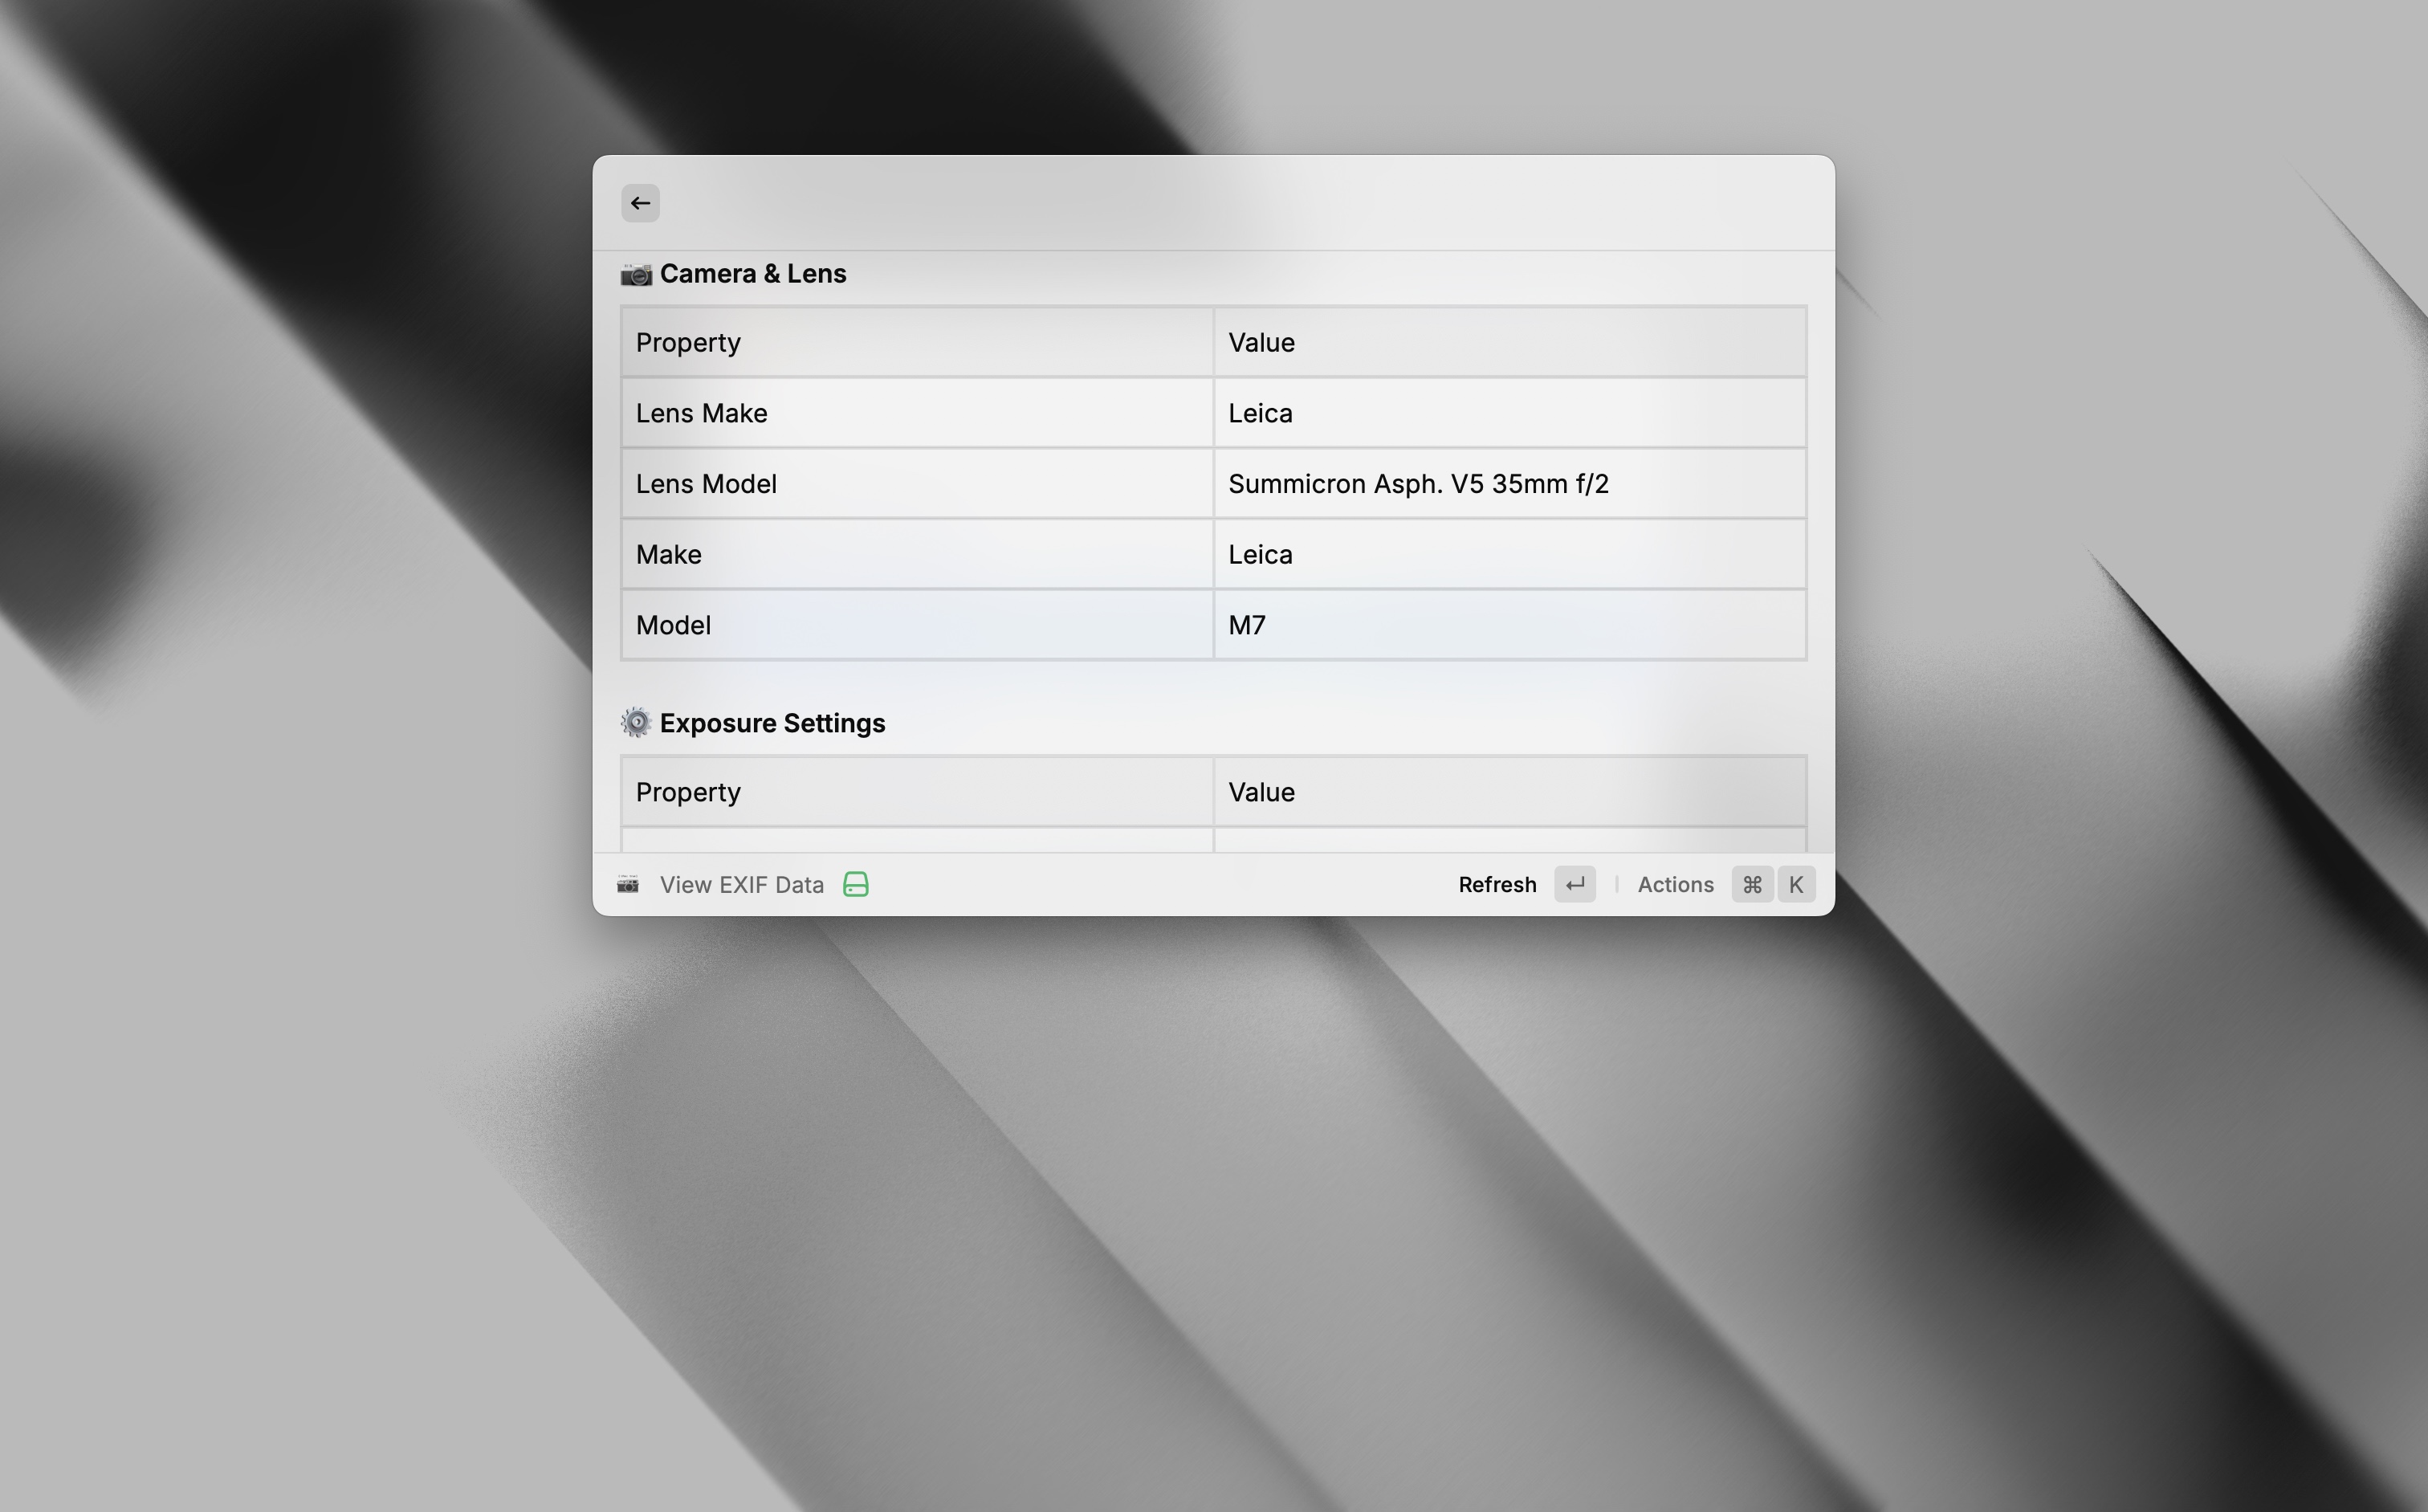 Camera & Lens
Property Value
Lens Make Leica
Lens Model Summicron Asph. V5 35mm f/2
Make Leica
Model M7
Exposure Settings
Property Value
View EXIF Data Refresh Actions ⌘ K